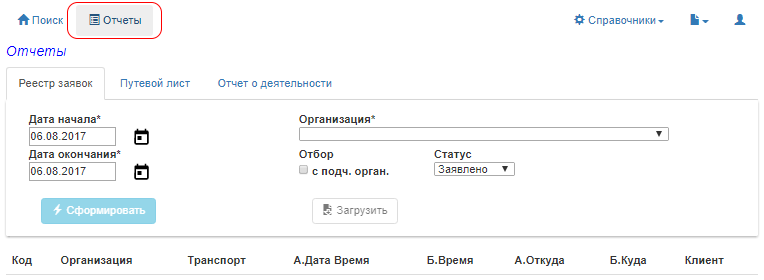 Поиск Отчеты Справочники
Отчеты
Реестр заявок Путевой лист Отчет о деятельности
Дата начала* Организация*
06.08.2017
Дата окончания* Отбор Статус
06.08.2017 с подч. орган. Заявлено
Сформировать Загрузить
Код Организация Транспорт А.Дата Время Б.Время А.Откуда Б.Куда Клиент